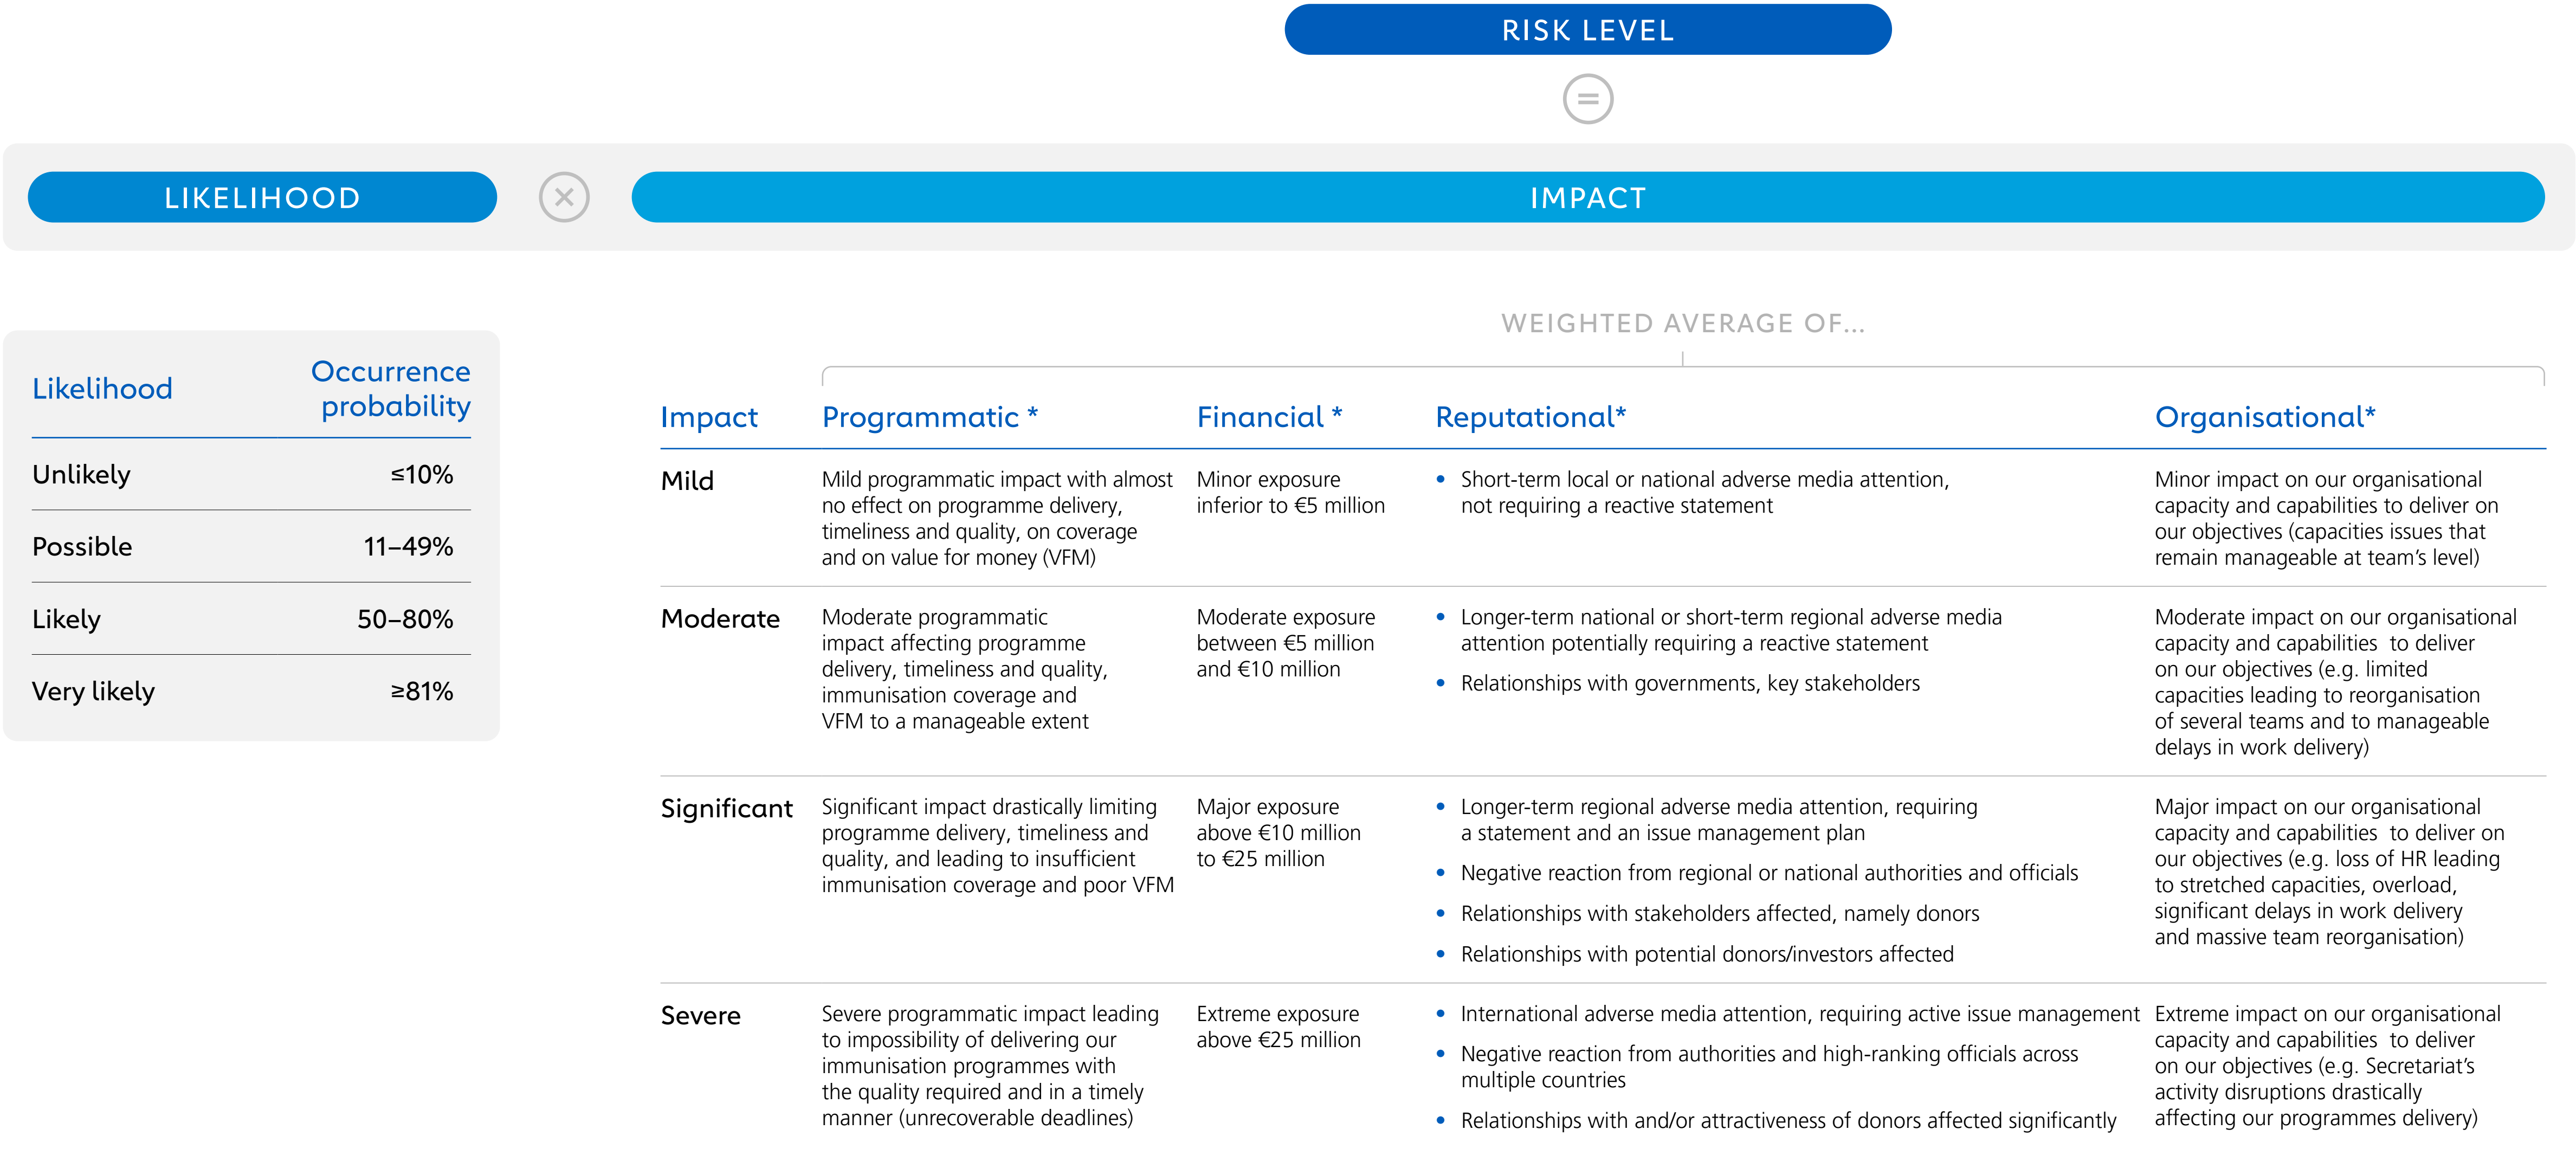 RISK LEVEL
=
LIKELIHOOD
×
IMPACT
WEIGHTED AVERAGE OF...
Likelihood
Occurrence
probability
Unlikely
≤10%
Possible
11–49%
Likely
50–80%
Very likely
≥81%
Impact
Programmatic *
Financial *
Reputational*
Organisational*
Mild
Mild programmatic impact with almost
no effect on programme delivery,
timeliness and quality, on coverage
and on value for money (VFM)
Minor exposure
inferior to €5 million
• Short-term local or national adverse media attention,
not requiring a reactive statement
Minor impact on our organisational
capacity and capabilities to deliver on
our objectives (capacities issues that
remain manageable at team’s level)
Moderate
Moderate programmatic
impact affecting programme
delivery, timeliness and quality,
immunisation coverage and
VFM to a manageable extent
Moderate exposure
between €5 million
and €10 million
• Longer-term national or short-term regional adverse media
attention potentially requiring a reactive statement
• Relationships with governments, key stakeholders
Moderate impact on our organisational
capacity and capabilities  to deliver
on our objectives (e.g. limited
capacities leading to reorganisation
of several teams and to manageable
delays in work delivery)
Significant
Significant impact drastically limiting
programme delivery, timeliness and
quality, and leading to insufficient
immunisation coverage and poor VFM
Major exposure
above €10 million
to €25 million
• Longer-term regional adverse media attention, requiring
a statement and an issue management plan
• Negative reaction from regional or national authorities and officials
• Relationships with stakeholders affected, namely donors
• Relationships with potential donors/investors affected
Major impact on our organisational
capacity and capabilities  to deliver on
our objectives (e.g. loss of HR leading
to stretched capacities, overload,
significant delays in work delivery
and massive team reorganisation)
Severe
Severe programmatic impact leading
to impossibility of delivering our
immunisation programmes with
the quality required and in a timely
manner (unrecoverable deadlines)
Extreme exposure
above €25 million
• International adverse media attention, requiring active issue management
• Negative reaction from authorities and high-ranking officials across
multiple countries
• Relationships with and/or attractiveness of donors affected significantly
Extreme impact on our organisational
capacity and capabilities  to deliver
on our objectives (e.g. Secretariat’s
activity disruptions drastically
affecting our programmes delivery)